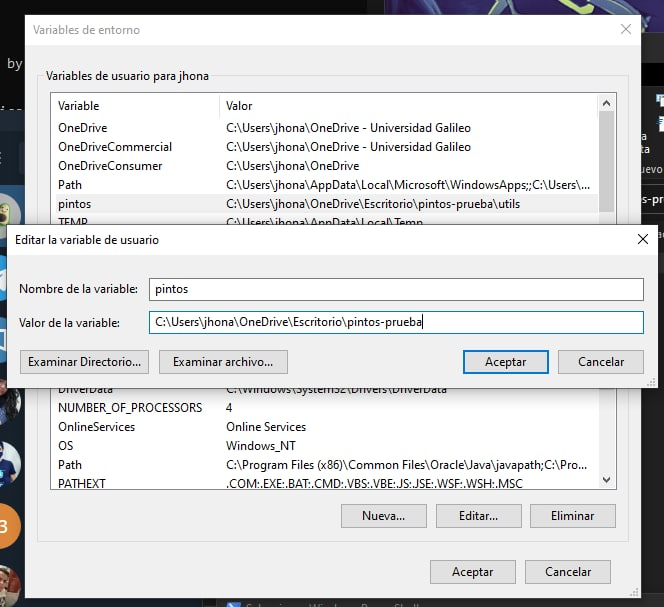 Variables de entorno
by
Variables de usuario para jhona
Variable Valor
OneDrive C:\Users\jhona\OneDrive - Universidad Galileo
OneDriveCommercial C:\Users\jhona\OneDrive - Universidad Galileo
OneDriveConsumer C:\Users\jhona\OneDrive
Path C:\Users\jhona\AppData\Local\Microsoft\WindowsApps;;C:\Users\...
pintos C:\Users\jhona\OneDrive\Escritorio\pintos-prueba\utils
TEMP C:\Users\jhona\AppData\Local\Temp
Editar la variable de usuario
Nombre de la variable: pintos
Valor de la variable: C:\Users\jhona\OneDrive\Escritorio\pintos-prueba
Examinar Directorio... Examinar archivo... Aceptar Cancelar
DriverData C:\Windows\System32\Drivers\DriverData
NUMBER_OF_PROCESSORS 4
OnlineServices Online Services
OS Windows_NT
Path C:\Program Files (x86)\Common Files\Oracle\Java\javapath;C:\Pro...
PATHEXT .COM;.EXE;.BAT;.CMD;.VBS;.VBE;.JS;.JSE;.WSF;.WSH;.MSC
Nueva... Editar... Eliminar
3
Aceptar Cancelar